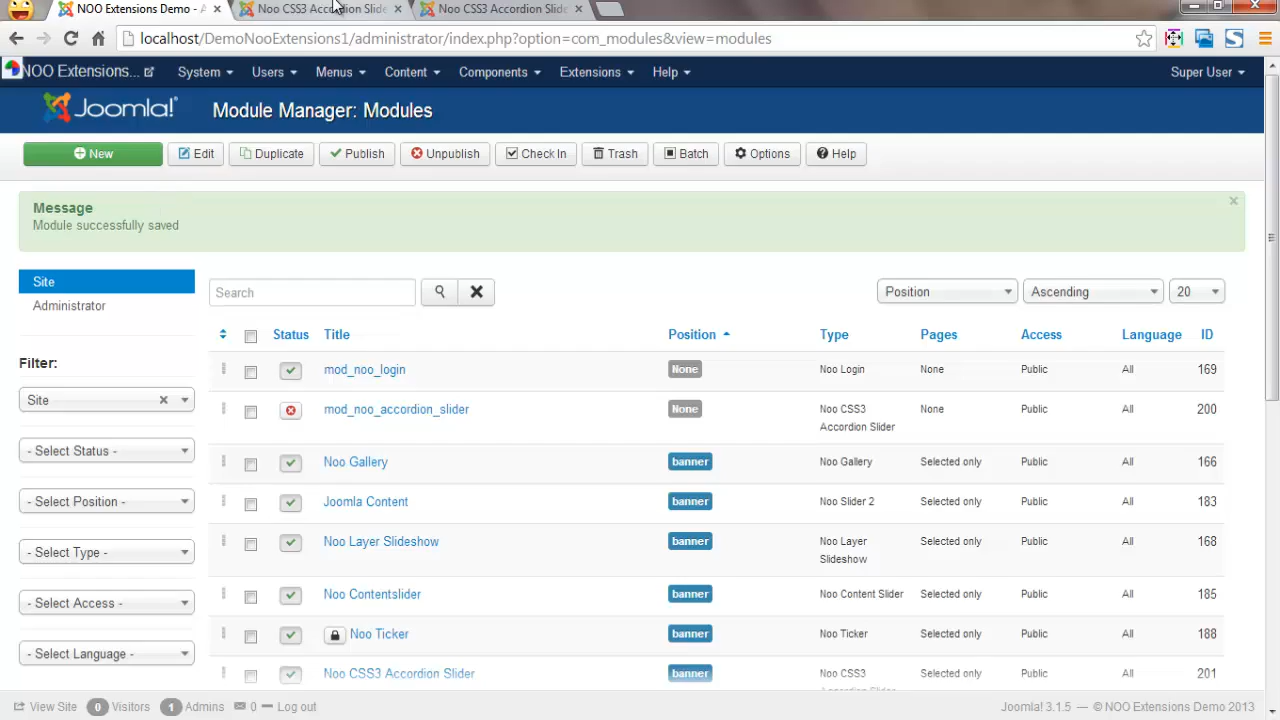 NOO Extensions Demo - A
Noo CSS3 Accordion Slide
Noo CSS3 Accordion Slide
localhost/DemoNooExtensions1/administrator/index.php?option=com_modules&view=modules
NOO Extensions... System Users Menus Content Components Extensions Help Super User
Joomla! Module Manager: Modules
New Edit Duplicate Publish Unpublish Check In Trash Batch Options Help
Message
Module successfully saved
Site
Administrator
Filter:
Site
- Select Status -
- Select Position -
- Select Type -
- Select Access -
- Select Language -
Search Position Ascending 20
Status Title Position Type Pages Access Language ID
mod_noo_login None Noo Login None Public All 169
mod_noo_accordion_slider None Noo CSS3 None Public All 200
Accordion Slider
Noo Gallery banner Noo Gallery Selected only Public All 166
Joomla Content banner Noo Slider 2 Selected only Public All 183
Noo Layer Slideshow banner Noo Layer Selected only Public All 168
Slideshow
Noo Contentslider banner Noo Content Slider Selected only Public All 185
Noo Ticker banner Noo Ticker Selected only Public All 188
Noo CSS3 Accordion Slider banner Noo CSS3 Selected only Public All 201
View Site 0 Visitors 1 Admins 0 Log out Joomla! 3.1.5 — © NOO Extensions Demo 2013